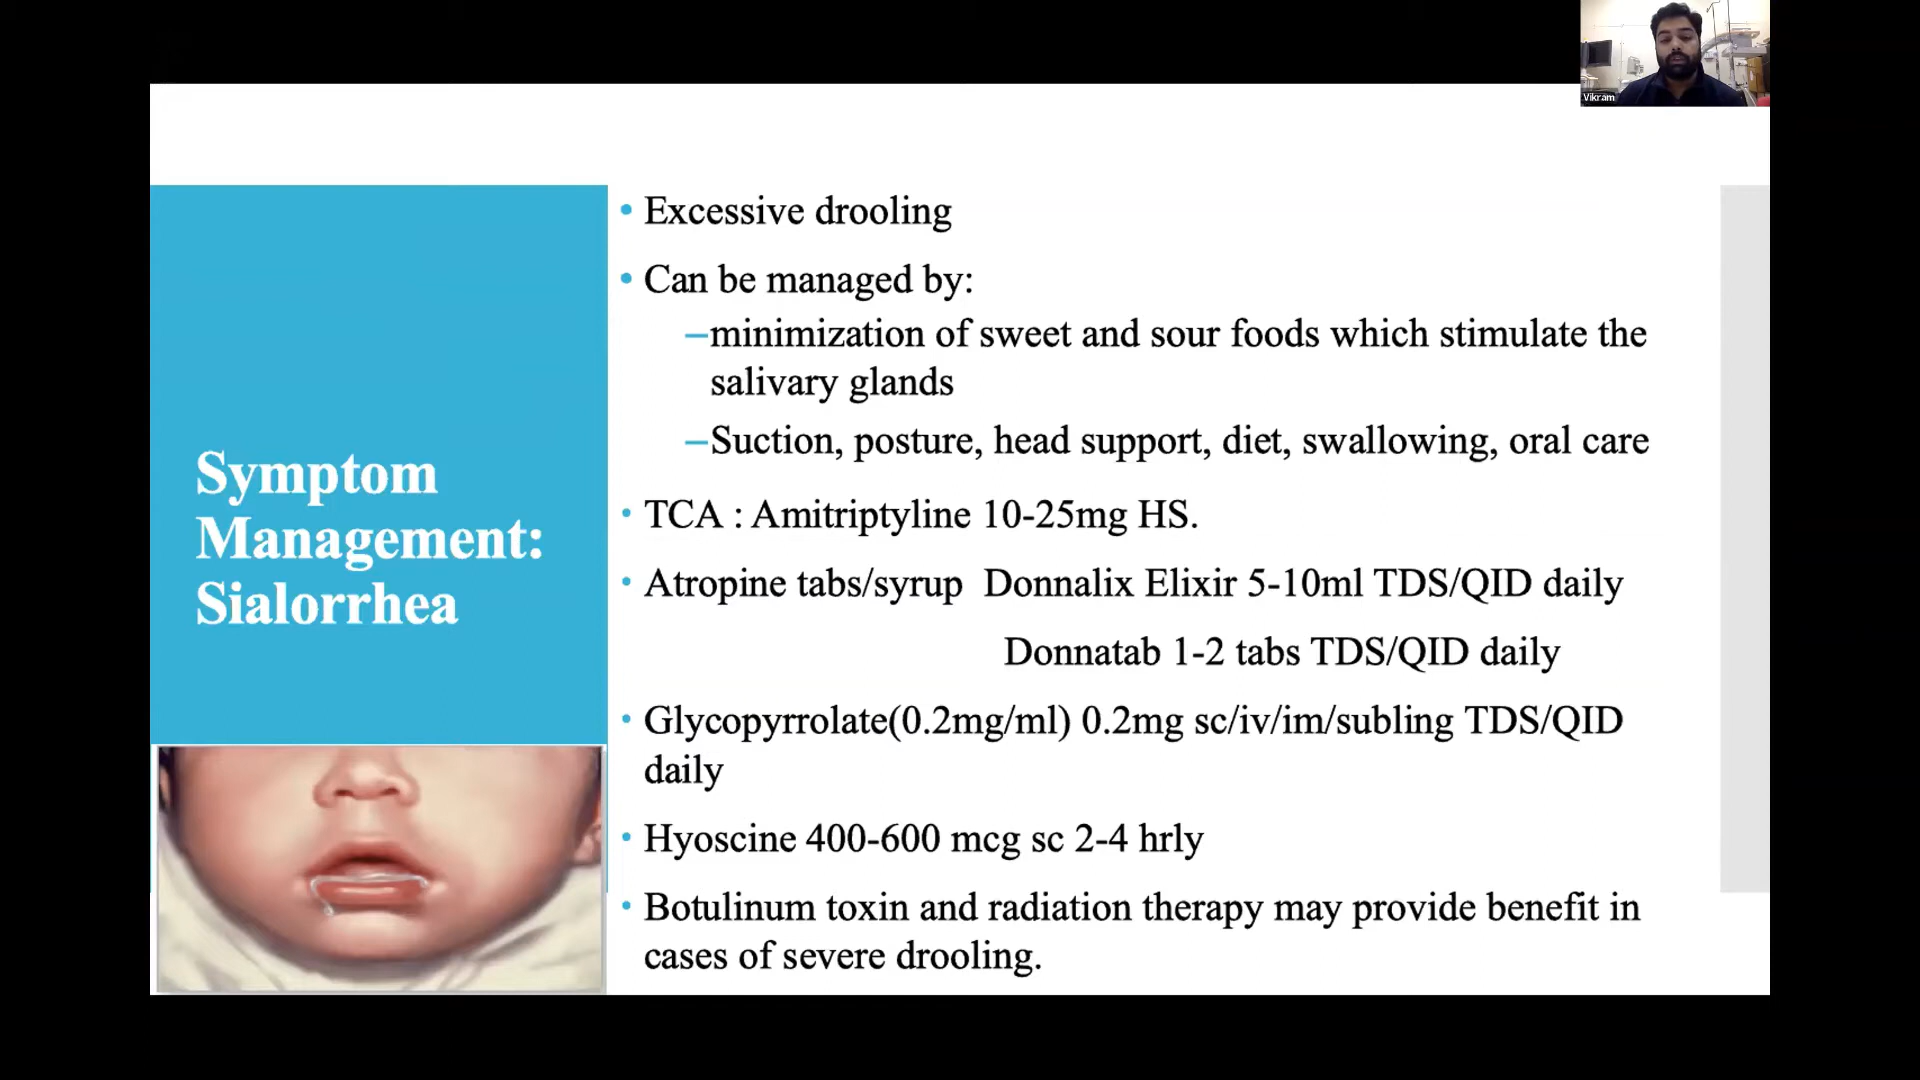 Vikram
Symptom
Management:
Sialorrhea
• Excessive drooling
• Can be managed by:
–minimization of sweet and sour foods which stimulate the
salivary glands
–Suction, posture, head support, diet, swallowing, oral care
• TCA : Amitriptyline 10-25mg HS.
• Atropine tabs/syrup Donnalix Elixir 5-10ml TDS/QID daily
Donnatab 1-2 tabs TDS/QID daily
• Glycopyrrolate(0.2mg/ml) 0.2mg sc/iv/im/subling TDS/QID
daily
• Hyoscine 400-600 mcg sc 2-4 hrly
• Botulinum toxin and radiation therapy may provide benefit in
cases of severe drooling.